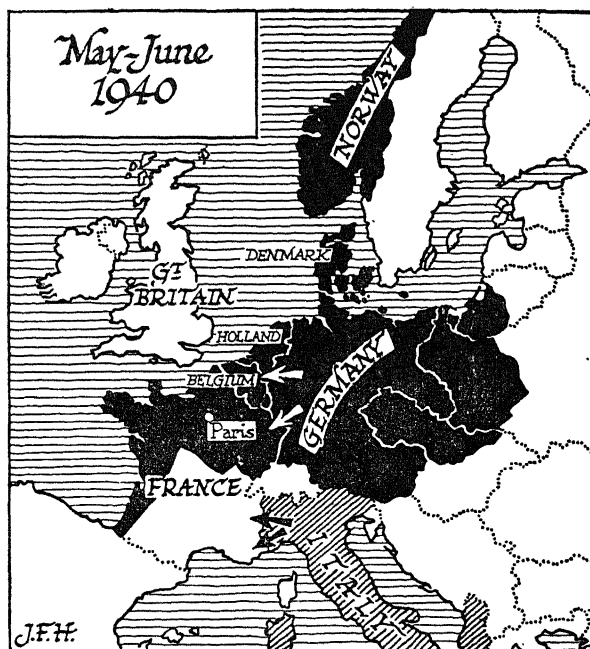 May-June
1940
NORWAY
DENMARK
GT
BRITAIN
HOLLAND
BELGIUM
GERMANY
Paris
FRANCE
ITALY
J.F.H.